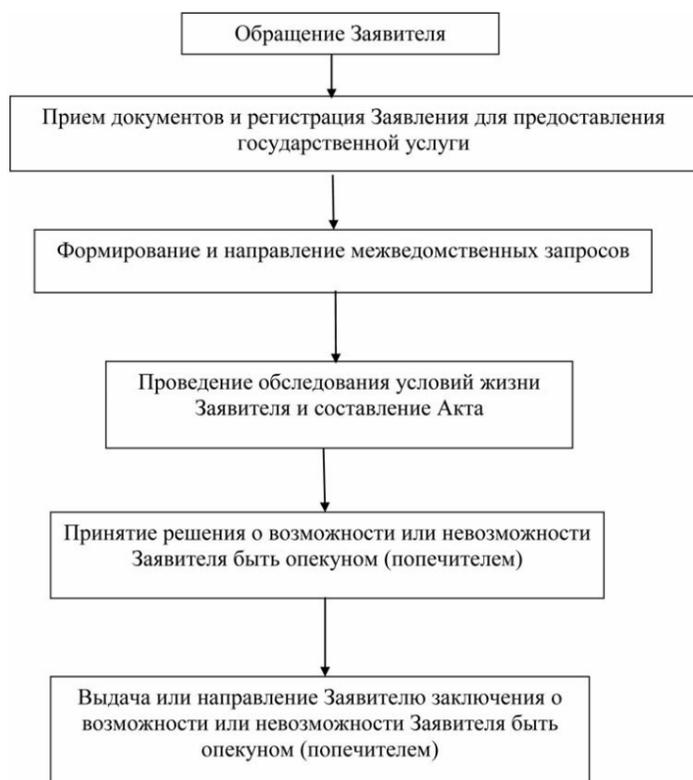 Обращение Заявителя
Прием документов и регистрация Заявления для предоставления
государственной услуги
Формирование и направление межведомственных запросов
Проведение обследования условий жизни
Заявителя и составление Акта
Принятие решения о возможности или невозможности
Заявителя быть опекуном (попечителем)
Выдача или направление Заявителю заключения о
возможности или невозможности Заявителя быть
опекуном (попечителем)